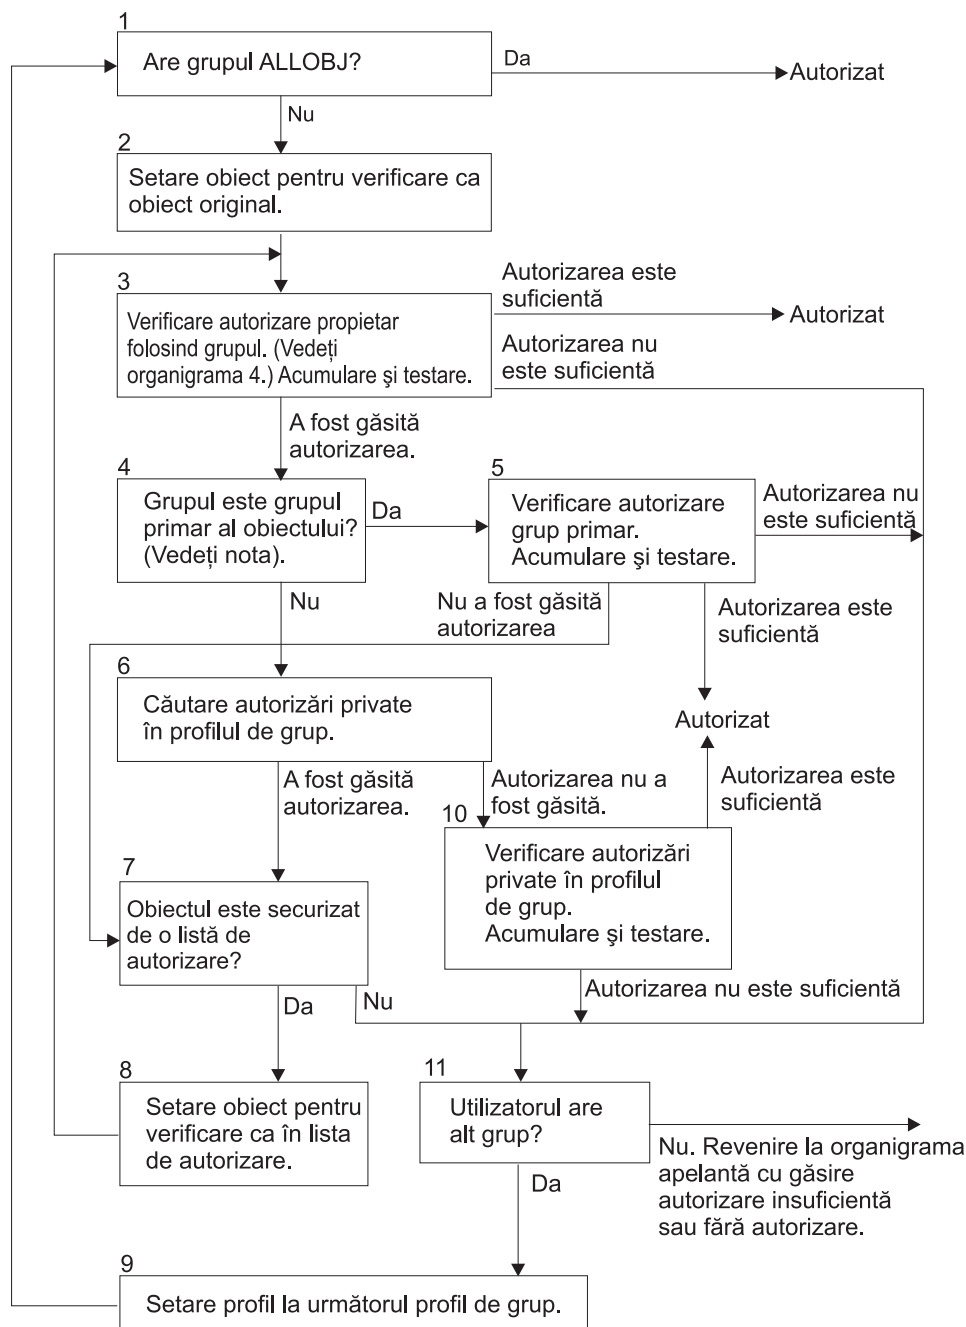 1
Are grupul ALLOBJ?
Da
Autorizat
Nu
2
Setare obiect pentru verificare ca
obiect original.
3
Verificare autorizare propietar
folosind grupul. (Vedeți
organigrama 4.) Acumulare şi testare.
Autorizarea este
suficientă
Autorizat
Autorizarea nu
este suficientă
A fost găsită
autorizarea.
4
Grupul este grupul
primar al obiectului?
(Vedeți nota).
Da
5
Verificare autorizare
grup primar.
Acumulare şi testare.
Autorizarea nu
este suficientă
Nu
Nu a fost găsită
autorizarea
Autorizarea este
suficientă
6
Căutare autorizări private
în profilul de grup.
Autorizat
A fost găsită
autorizarea.
Autorizarea nu a
fost găsită.
Autorizarea este
suficientă
10
Verificare autorizări
private în profilul
de grup.
Acumulare şi testare.
7
Obiectul este securizat
de o listă de
autorizare?
Autorizarea nu este suficientă
Da
Nu
8
Setare obiect pentru
verificare ca în lista
de autorizare.
11
Utilizatorul are
alt grup?
Nu. Revenire la organigrama
apelantă cu găsire
autorizare insuficientă
sau fără autorizare.
Da
9
Setare profil la următorul profil de grup.